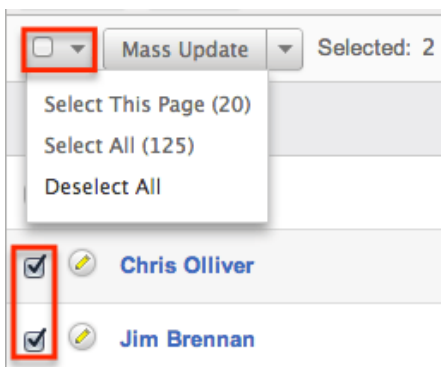 Mass Update Selected: 2
Select This Page (20)
Select All (125)
Deselect All
Chris Olliver
Jim Brennan